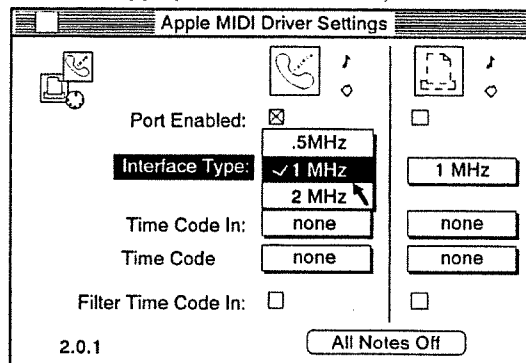 Apple MIDI Driver Settings
Port Enabled:
.5MHz
Interface Type: ✓1 MHz 1 MHz
2 MHz
Time Code In: none none
Time Code none none
Filter Time Code In:
2.0.1 All Notes Off